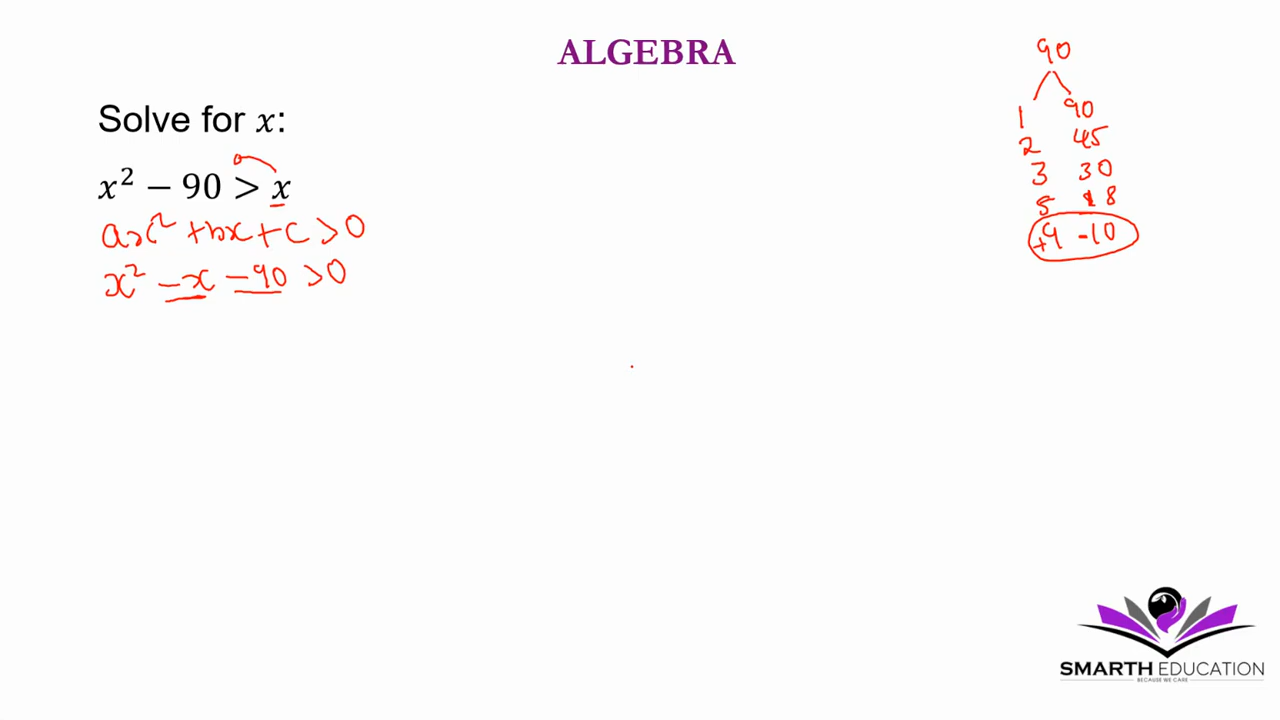 ALGEBRA
Solve for x:
x² − 90 > x
ax² + bx + c > 0
x² − x − 90 > 0
90
1 90
2 45
3 30
5 18
+9 -10
SMARTH EDUCATION
BECAUSE WE CARE